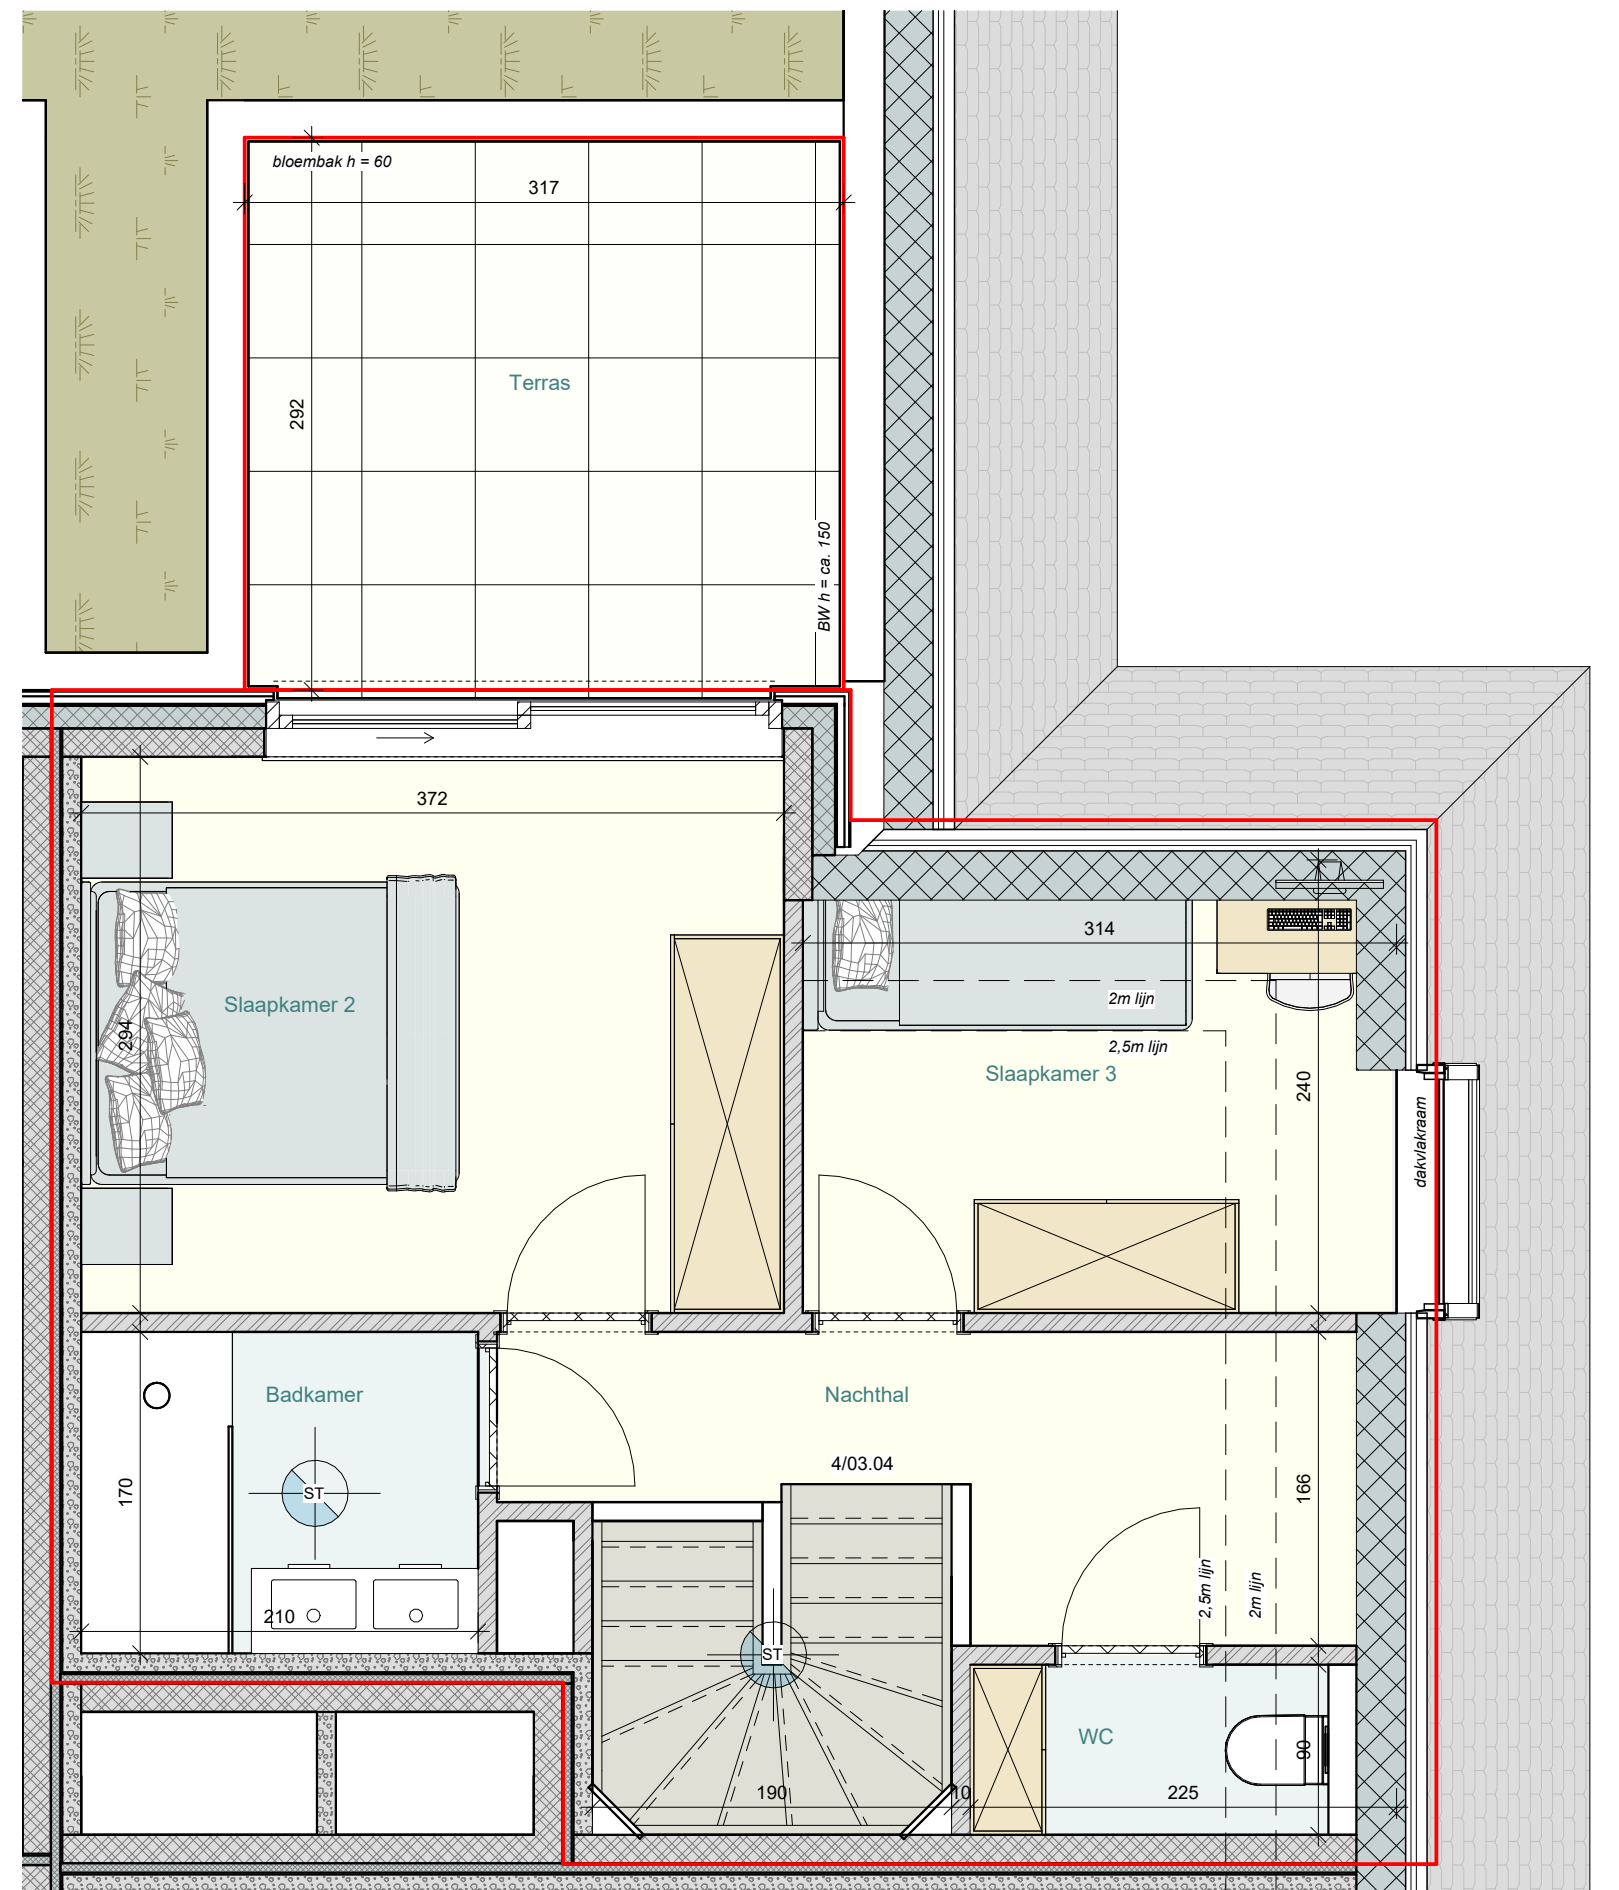 bloembak h = 60
317
Terras
292
BW h = ca. 150
372
314
2m lijn
Slaapkamer 2
294
2,5m lijn
Slaapkamer 3
240
dakvlakraam
Badkamer
Nachthal
4/03.04
170
ST
166
2,5m lijn
2m lijn
210
ST
WC
90
190
10
225